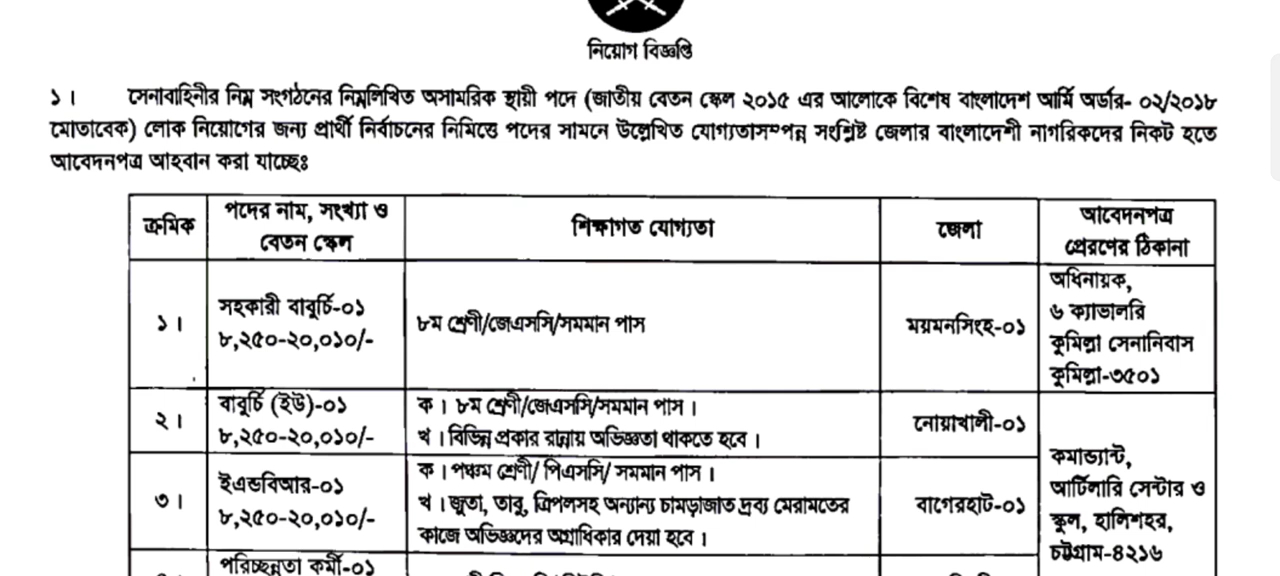 নিয়োগ বিজ্ঞপ্তি
১। সেনাবাহিনীর নিম্ন সংগঠনের নিম্নলিখিত অসামরিক স্থায়ী পদে (জাতীয় বেতন স্কেল ২০১৫ এর আলোকে বিশেষ বাংলাদেশ আর্মি অর্ডার- ০২/২০১৮
মোতাবেক) লোক নিয়োগের জন্য প্রার্থী নির্বাচনের নিমিত্তে পদের সামনে উল্লেখিত যোগ্যতাসম্পন্ন সংশ্লিষ্ট জেলার বাংলাদেশী নাগরিকদের নিকট হতে
আবেদনপত্র আহবান করা যাচ্ছেঃ
ক্রমিক
পদের নাম, সংখ্যা ও
বেতন স্কেল
শিক্ষাগত যোগ্যতা
জেলা
আবেদনপত্র
প্রেরণের ঠিকানা
১।
সহকারী বাবুর্চি-০১
৮,২৫০-২০,০১০/-
৮ম শ্রেণী/জেএসসি/সমমান পাস
ময়মনসিংহ-০১
অধিনায়ক,
৬ ক্যাভালরি
কুমিল্লা সেনানিবাস
কুমিল্লা-৩৫০১
২।
বাবুর্চি (ইউ)-০১
৮,২৫০-২০,০১০/-
ক। ৮ম শ্রেণী/জেএসসি/সমমান পাস।
খ। বিভিন্ন প্রকার রান্নায় অভিজ্ঞতা থাকতে হবে।
নোয়াখালী-০১
কমান্ড্যান্ট,
আর্টিলারি সেন্টার ও
স্কুল, হালিশহর,
চট্টগ্রাম-৪২১৬
৩।
ইএন্ডবিআর-০১
৮,২৫০-২০,০১০/-
ক। পঞ্চম শ্রেণী/ পিএসসি/ সমমান পাস।
খ। জুতা, তাবু, ত্রিপলসহ অন্যান্য চামড়াজাত দ্রব্য মেরামতের
কাজে অভিজ্ঞদের অগ্রাধিকার দেয়া হবে।
বাগেরহাট-০১
পরিচ্ছন্নতা কর্মী-০১